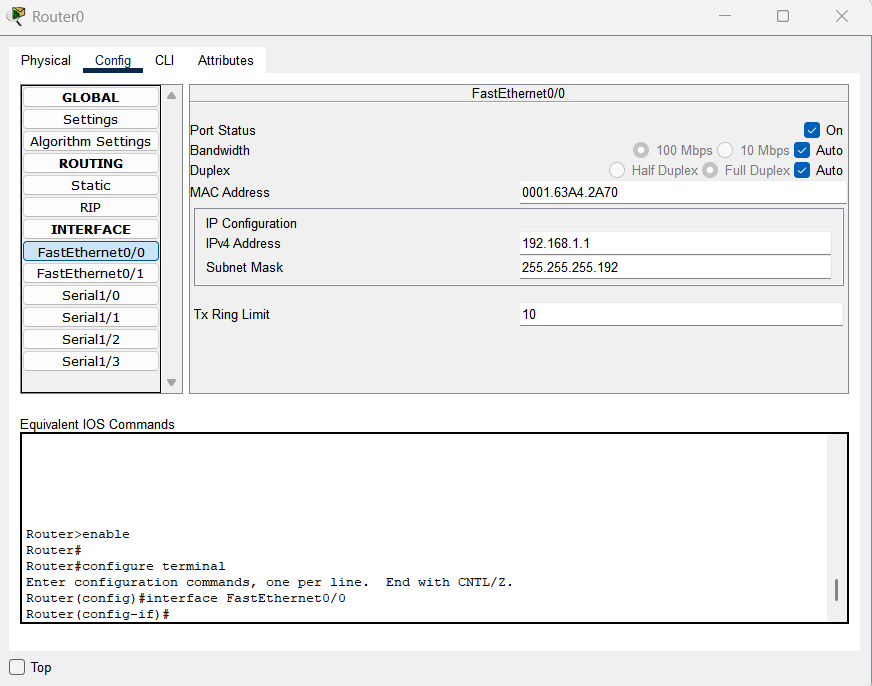 Router0
Physical Config CLI Attributes
GLOBAL
Settings
Algorithm Settings
ROUTING
Static
RIP
INTERFACE
FastEthernet0/0
FastEthernet0/1
Serial1/0
Serial1/1
Serial1/2
Serial1/3
FastEthernet0/0
Port Status On
Bandwidth 100 Mbps 10 Mbps Auto
Duplex Half Duplex Full Duplex Auto
MAC Address 0001.63A4.2A70
IP Configuration
IPv4 Address 192.168.1.1
Subnet Mask 255.255.255.192
Tx Ring Limit 10
Equivalent IOS Commands
Router>enable
Router#
Router#configure terminal
Enter configuration commands, one per line.  End with CNTL/Z.
Router(config)#interface FastEthernet0/0
Router(config-if)#
Top